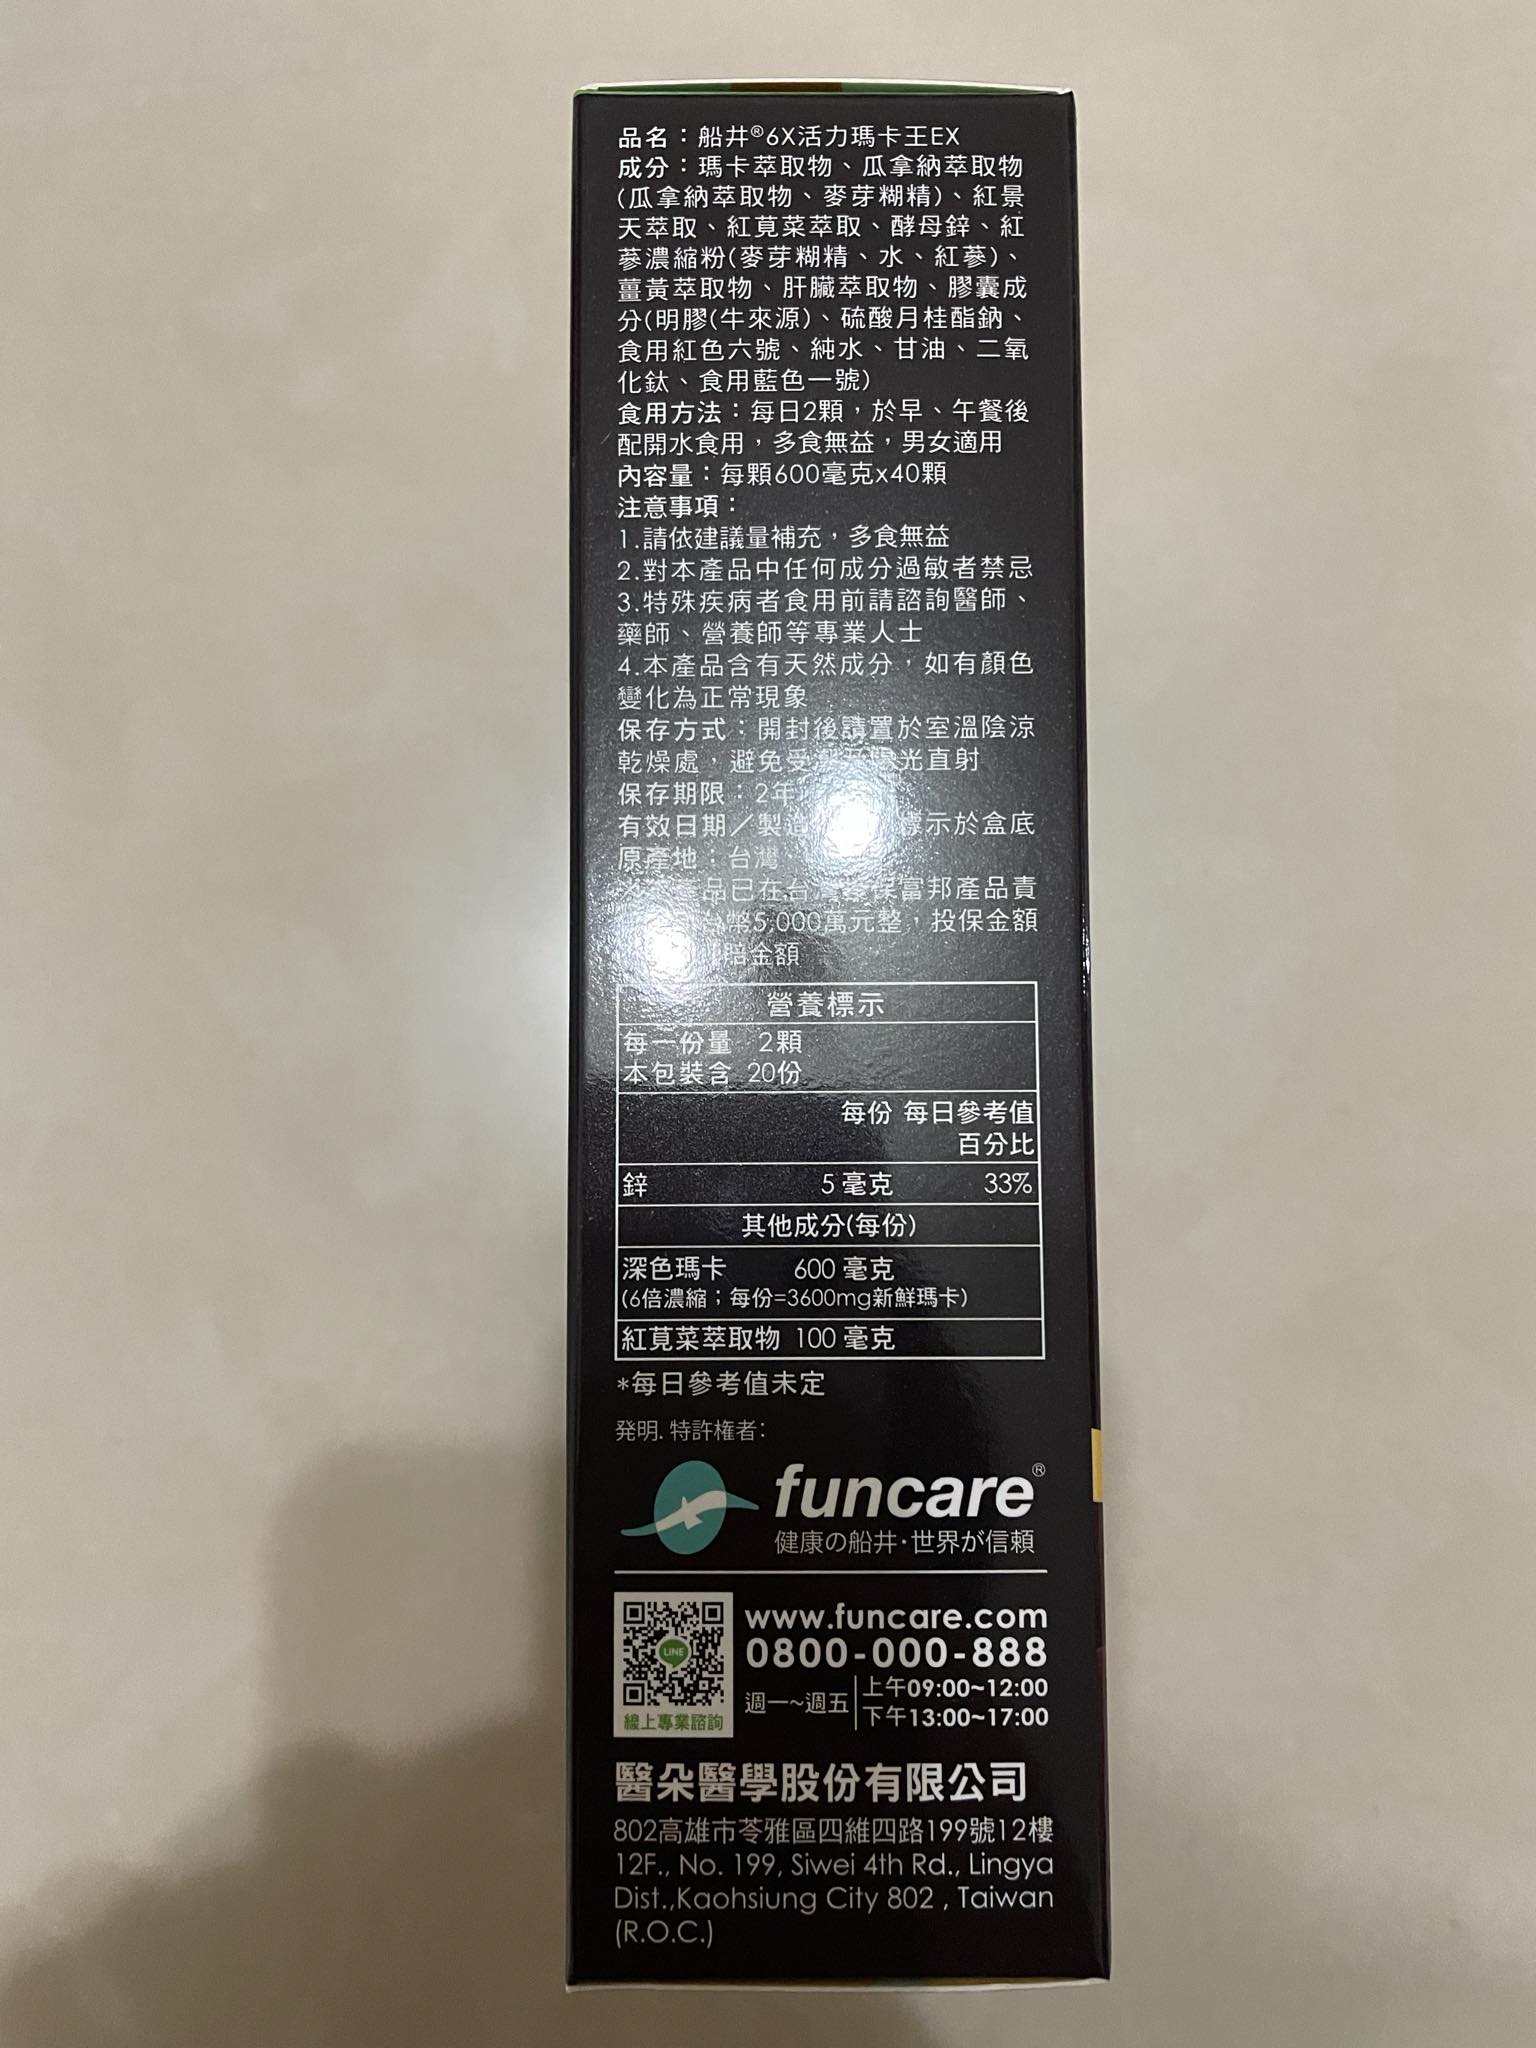 品名：船井®6X活力瑪卡王EX
成分：瑪卡萃取物、瓜拿納萃取物
(瓜拿納萃取物、麥芽糊精)、紅景
天萃取、紅莧菜萃取、酵母鋅、紅
蔘濃縮粉(麥芽糊精、水、紅蔘)、
薑黃萃取物、肝臟萃取物、膠囊成
分(明膠(牛來源)、硫酸月桂酯鈉、
食用紅色六號、純水、甘油、二氧
化鈦、食用藍色一號)
食用方法：每日2顆，於早、午餐後
配開水食用，多食無益，男女適用
內容量：每顆600毫克x40顆
注意事項：
1.請依建議量補充，多食無益
2.對本產品中任何成分過敏者禁忌
3.特殊疾病者食用前請諮詢醫師、
藥師、營養師等專業人士
4.本產品含有天然成分，如有顏色
變化為正常現象
保存方式：開封後請置於室溫陰涼
乾燥處，避免受 光直射
保存期限：2年
有效日期／製造 標示於盒底
原產地：台灣
產品已在台 保富邦產品責
台幣5,000萬元整，投保金額
賠金額
營養標示
每一份量 2顆
本包裝含 20份
每份 每日參考值
百分比
鋅 5 毫克 33%
其他成分(每份)
深色瑪卡 600 毫克
(6倍濃縮；每份=3600mg新鮮瑪卡)
紅莧菜萃取物 100 毫克
*每日參考值未定
発明. 特許権者:
funcare®
健康の船井·世界が信頼
LINE
www.funcare.com
0800-000-888
週一~週五 上午09:00~12:00
下午13:00~17:00
線上專業諮詢
醫朵醫學股份有限公司
802高雄市苓雅區四維四路199號12樓
12F., No. 199, Siwei 4th Rd., Lingya
Dist.,Kaohsiung City 802 , Taiwan
(R.O.C.)